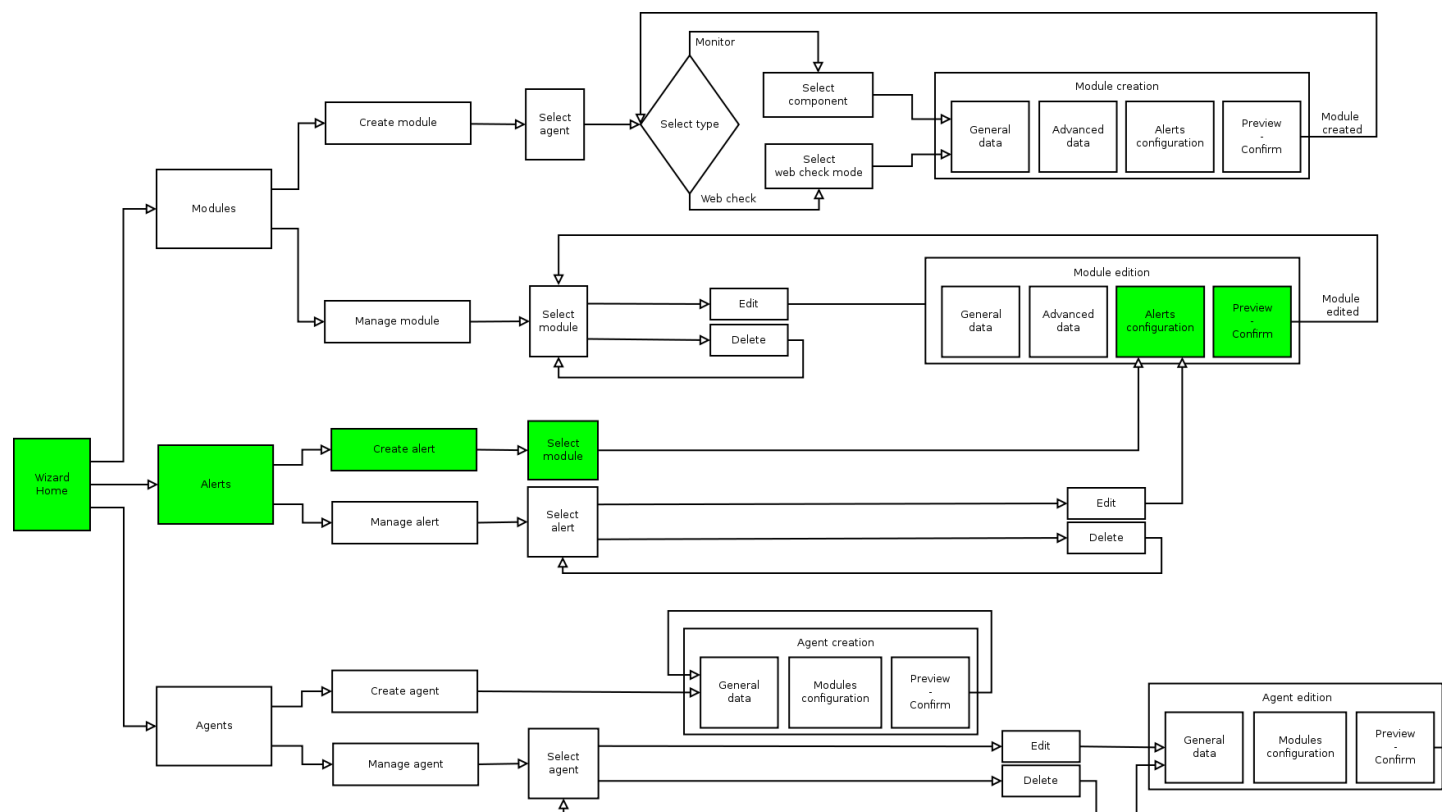 Monitor
Select
component
Module creation
Create module
Select
agent
Select type
General
data
Advanced
data
Alerts
configuration
Preview
-
Confirm
Module
created
Select
web check mode
Web check
Modules
Module edition
Manage module
Select
module
Edit
Delete
General
data
Advanced
data
Alerts
configuration
Preview
-
Confirm
Module
edited
Wizard
Home
Alerts
Create alert
Select
module
Manage alert
Select
alert
Edit
Delete
Agent creation
Create agent
General
data
Modules
configuration
Preview
-
Confirm
Agents
Manage agent
Select
agent
Edit
Delete
Agent edition
General
data
Modules
configuration
Preview
-
Confirm